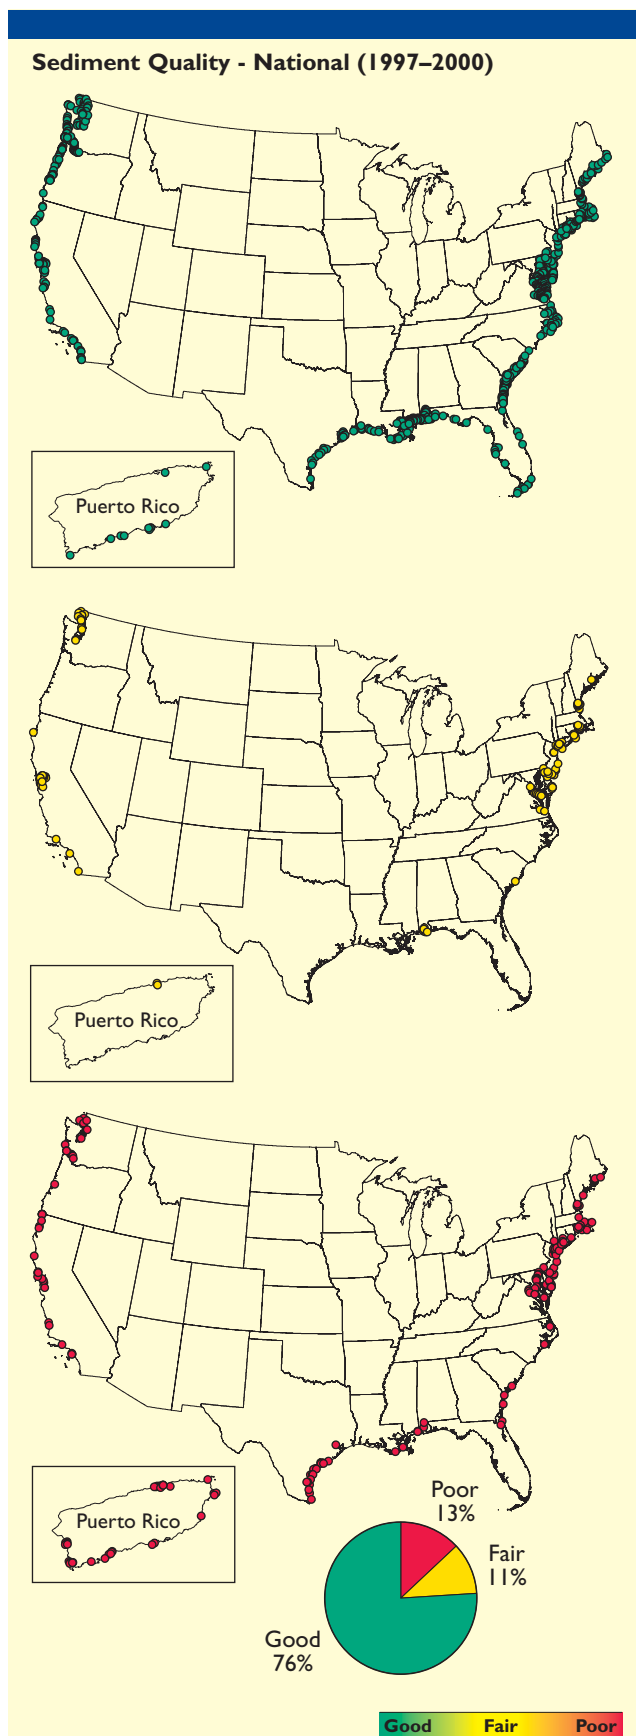 Sediment Quality - National (1997–2000)
Puerto Rico
Puerto Rico
Puerto Rico
Poor
13%
Fair
11%
Good
76%
Good Fair Poor